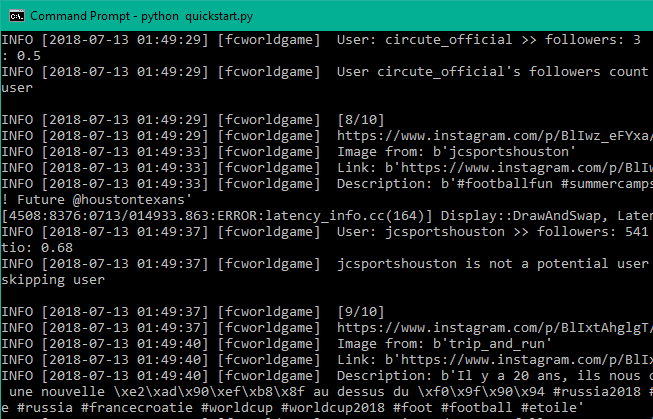 Command Prompt - python  quickstart.py
INFO [2018-07-13 01:49:29] [fcworldgame]  User: circute_official >> followers: 3
: 0.5
INFO [2018-07-13 01:49:29] [fcworldgame]  User circute_official's followers count
user
INFO [2018-07-13 01:49:29] [fcworldgame]  [8/10]
INFO [2018-07-13 01:49:29] [fcworldgame]  https://www.instagram.com/p/BlIwz_eFYxa/
INFO [2018-07-13 01:49:33] [fcworldgame]  Image from: b'jcsportshouston'
INFO [2018-07-13 01:49:33] [fcworldgame]  Link: b'https://www.instagram.com/p/BlIw
INFO [2018-07-13 01:49:33] [fcworldgame]  Description: b'#footballfun #summercamps
! Future @houstontexans'
[4508:8376:0713/014933.863:ERROR:latency_info.cc(164)] Display::DrawAndSwap, Laten
INFO [2018-07-13 01:49:37] [fcworldgame]  User: jcsportshouston >> followers: 541
tio: 0.68
INFO [2018-07-13 01:49:37] [fcworldgame]  jcsportshouston is not a potential user
skipping user
INFO [2018-07-13 01:49:37] [fcworldgame]  [9/10]
INFO [2018-07-13 01:49:37] [fcworldgame]  https://www.instagram.com/p/BlIxtAhglgT/
INFO [2018-07-13 01:49:40] [fcworldgame]  Image from: b'trip_and_run'
INFO [2018-07-13 01:49:40] [fcworldgame]  Link: b'https://www.instagram.com/p/BlIx
INFO [2018-07-13 01:49:40] [fcworldgame]  Description: b'Il y a 20 ans, ils nous o
 une nouvelle \xe2\xad\x90\xef\xb8\x8f au dessus du \xf0\x9f\x90\x94 #russia2018 #
e #russia #francecroatie #worldcup #worldcup2018 #foot #football #etoile'